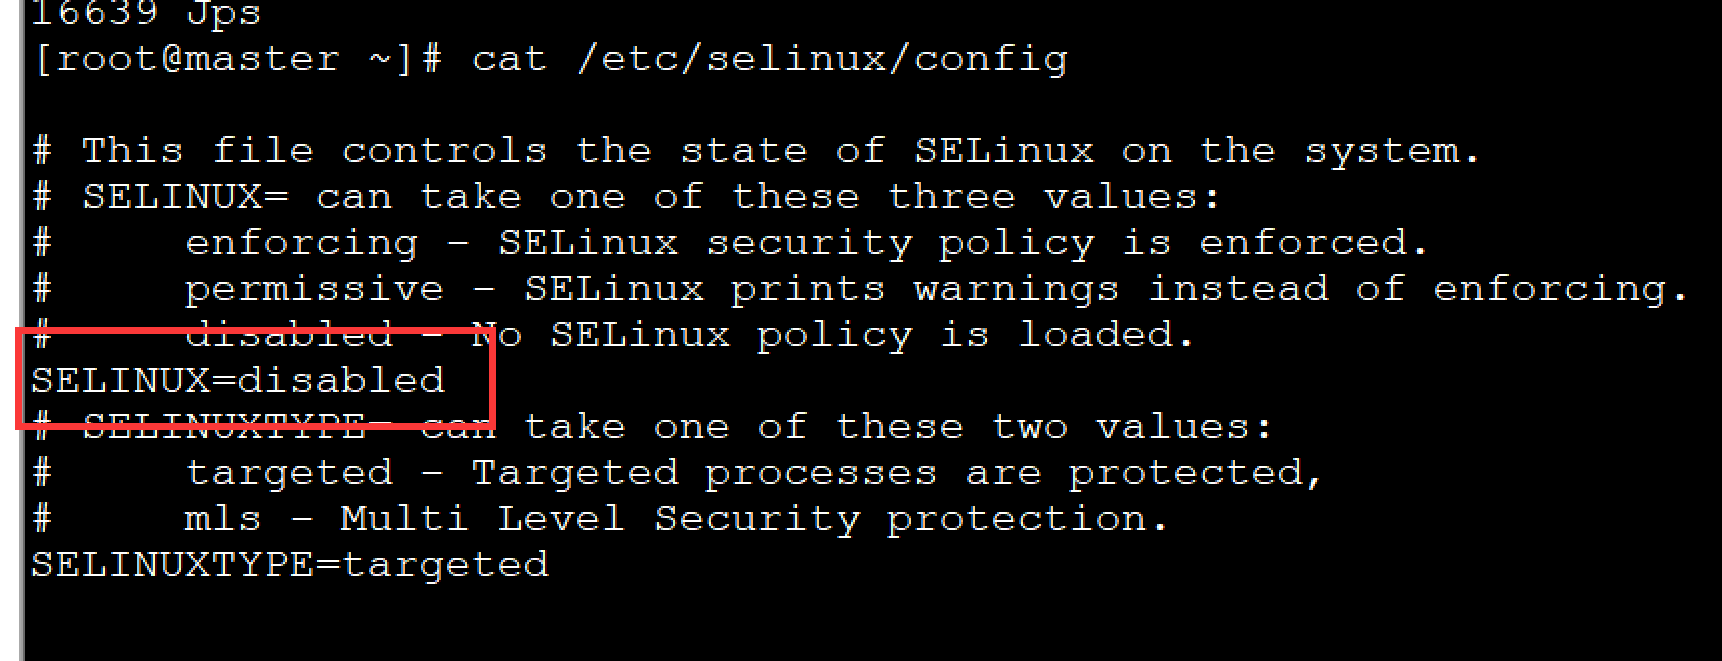 16639 Jps
[root@master ~]# cat /etc/selinux/config
# This file controls the state of SELinux on the system.
# SELINUX= can take one of these three values:
#     enforcing - SELinux security policy is enforced.
#     permissive - SELinux prints warnings instead of enforcing.
#     disabled - No SELinux policy is loaded.
SELINUX=disabled
# SELINUXTYPE= can take one of these two values:
#     targeted - Targeted processes are protected,
#     mls - Multi Level Security protection.
SELINUXTYPE=targeted